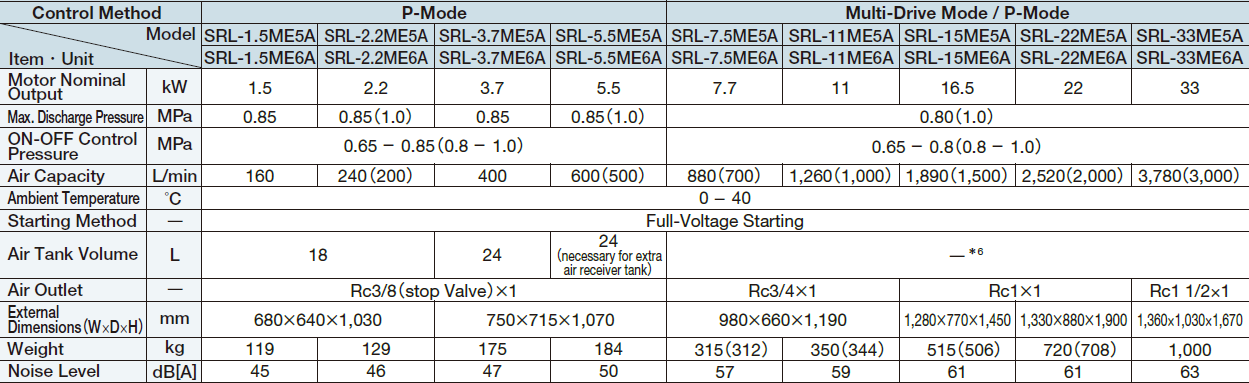 Control Method P-Mode Multi-Drive Mode / P-Mode
Model SRL-1.5ME5A SRL-2.2ME5A SRL-3.7ME5A SRL-5.5ME5A SRL-7.5ME5A SRL-11ME5A SRL-15ME5A SRL-22ME5A SRL-33ME5A
Item・Unit SRL-1.5ME6A SRL-2.2ME6A SRL-3.7ME6A SRL-5.5ME6A SRL-7.5ME6A SRL-11ME6A SRL-15ME6A SRL-22ME6A SRL-33ME6A
Motor Nominal
Output kW 1.5 2.2 3.7 5.5 7.7 11 16.5 22 33
Max. Discharge Pressure MPa 0.85 0.85(1.0) 0.85 0.85(1.0) 0.80(1.0)
ON-OFF Control
Pressure MPa 0.65 − 0.85(0.8 − 1.0) 0.65 − 0.8(0.8 − 1.0)
Air Capacity L/min 160 240(200) 400 600(500) 880(700) 1,260(1,000) 1,890(1,500) 2,520(2,000) 3,780(3,000)
Ambient Temperature °C 0 − 40
Starting Method — Full-Voltage Starting
Air Tank Volume L 18 24 24
(necessary for extra
air receiver tank) — *6
Air Outlet — Rc3/8(stop Valve)×1 Rc3/4×1 Rc1×1 Rc1 1/2×1
External
Dimensions(W×D×H) mm 680×640×1,030 750×715×1,070 980×660×1,190 1,280×770×1,450 1,330×880×1,900 1,360x1,030x1,670
Weight kg 119 129 175 184 315(312) 350(344) 515(506) 720(708) 1,000
Noise Level dB[A] 45 46 47 50 57 59 61 61 63